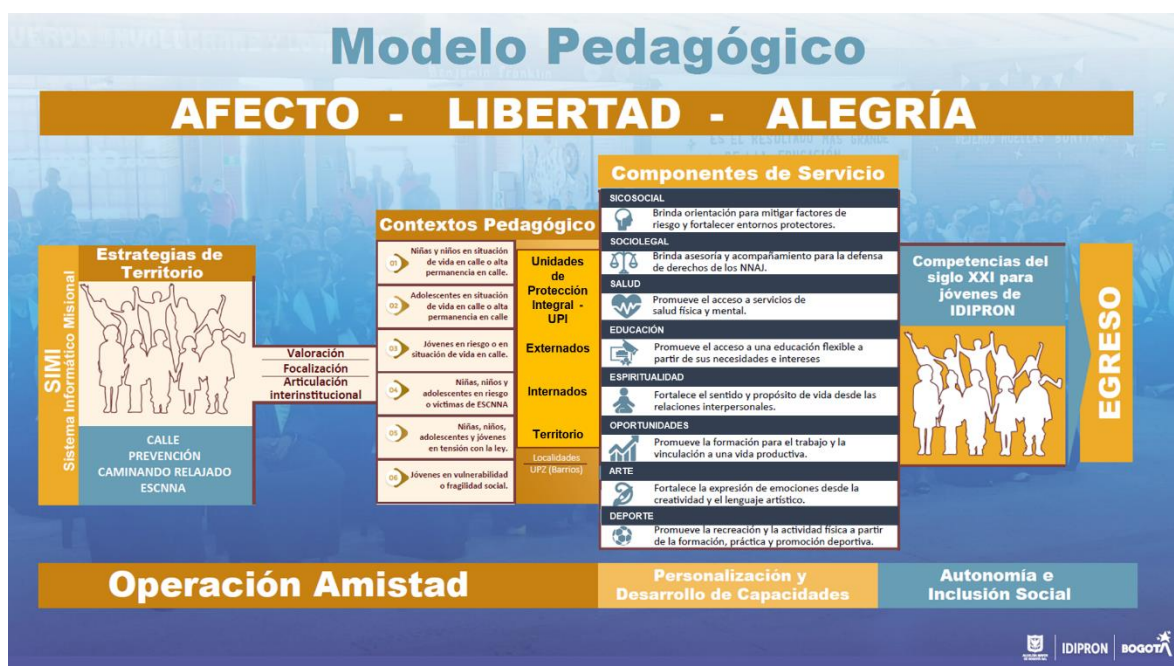 Modelo Pedagógico
AFECTO - LIBERTAD - ALEGRÍA
SIMI
Sistema Informático Misional
Estrategias de
Territorio
CALLE
PREVENCIÓN
CAMINANDO RELAJADO
ESCNNA
Valoración
Focalización
Articulación
interinstitucional
Contextos Pedagógico
01
Niñas y niños en situación
de vida en calle o alta
permanencia en calle.
02
Adolescentes en situación
de vida en calle o alta
permanencia en calle
03
Jóvenes en riesgo o en
situación de vida en calle.
04
Niñas, niños y
adolescentes en riesgo
o víctimas de ESCNNA
05
Niñas, niños,
adolescentes y jóvenes
en tensión con la ley.
06
Jóvenes en vulnerabilidad
o fragilidad social.
Unidades
de
Protección
Integral -
UPI
Externados
Internados
Territorio
Localidades
UPZ (Barrios)
Componentes de Servicio
SICOSOCIAL
Brinda orientación para mitigar factores de
riesgo y fortalecer entornos protectores.
SOCIOLEGAL
Brinda asesoría y acompañamiento para la defensa
de derechos de los NNAJ.
SALUD
Promueve el acceso a servicios de
salud física y mental.
EDUCACIÓN
Promueve el acceso a una educación flexible a
partir de sus necesidades e intereses
ESPIRITUALIDAD
Fortalece el sentido y propósito de vida desde las
relaciones interpersonales.
OPORTUNIDADES
Promueve la formación para el trabajo y la
vinculación a una vida productiva.
ARTE
Fortalece la expresión de emociones desde la
creatividad y el lenguaje artístico.
DEPORTE
Promueve la recreación y la actividad física a partir
de la formación, práctica y promoción deportiva.
Competencias del
siglo XXI para
jóvenes de
IDIPRON
EGRESO
Operación Amistad
Personalización y
Desarrollo de Capacidades
Autonomía e
Inclusión Social
IDIPRON
BOGOTÁ